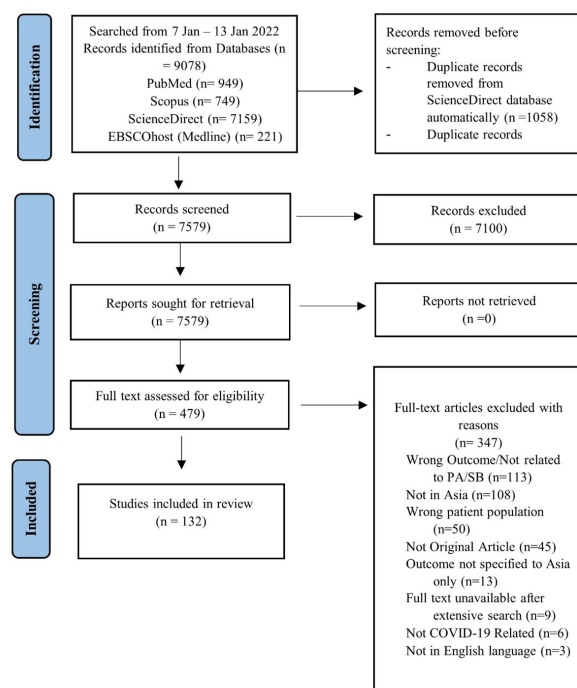 Identification
Searched from 7 Jan – 13 Jan 2022
Records identified from Databases (n
= 9078)
PubMed (n= 949)
Scopus (n= 749)
ScienceDirect (n= 7159)
EBSCOhost (Medline) (n= 221)
Records removed before
screening:
- Duplicate records
removed from
ScienceDirect database
automatically (n =1058)
- Duplicate records
Screening
Records screened
(n = 7579)
Records excluded
(n = 7100)
Reports sought for retrieval
(n = 7579)
Reports not retrieved
(n =0)
Full text assessed for eligibility
(n = 479)
Full-text articles excluded with
reasons
(n= 347)
Wrong Outcome/Not related
to PA/SB (n=113)
Not in Asia (n=108)
Wrong patient population
(n=50)
Not Original Article (n=45)
Outcome not specified to Asia
only (n=13)
Full text unavailable after
extensive search (n=9)
Not COVID-19 Related (n=6)
Not in English language (n=3)
Included
Studies included in review
(n = 132)